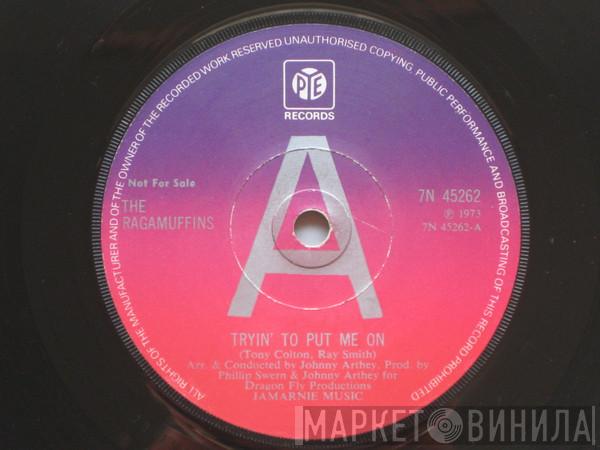 ALL RIGHTS OF THE MANUFACTURER AND OF THE OWNER OF THE RECORDED WORK RESERVED UNAUTHORISED COPYING, PUBLIC PERFORMANCE AND BROADCASTING OF THIS RECORD PROHIBITED
PYE
RECORDS
A
Not For Sale
THE
RAGAMUFFINS
7N 45262
℗ 1973
7N 45262-A
TRYIN' TO PUT ME ON
(Tony Colton, Ray Smith)
Arr. & Conducted by Johnny Arthey, Prod. by
Phillip Swern & Johnny Arthey for
Dragon Fly Productions
JAMARNIE MUSIC
МАРКЕТ ВИНИЛА